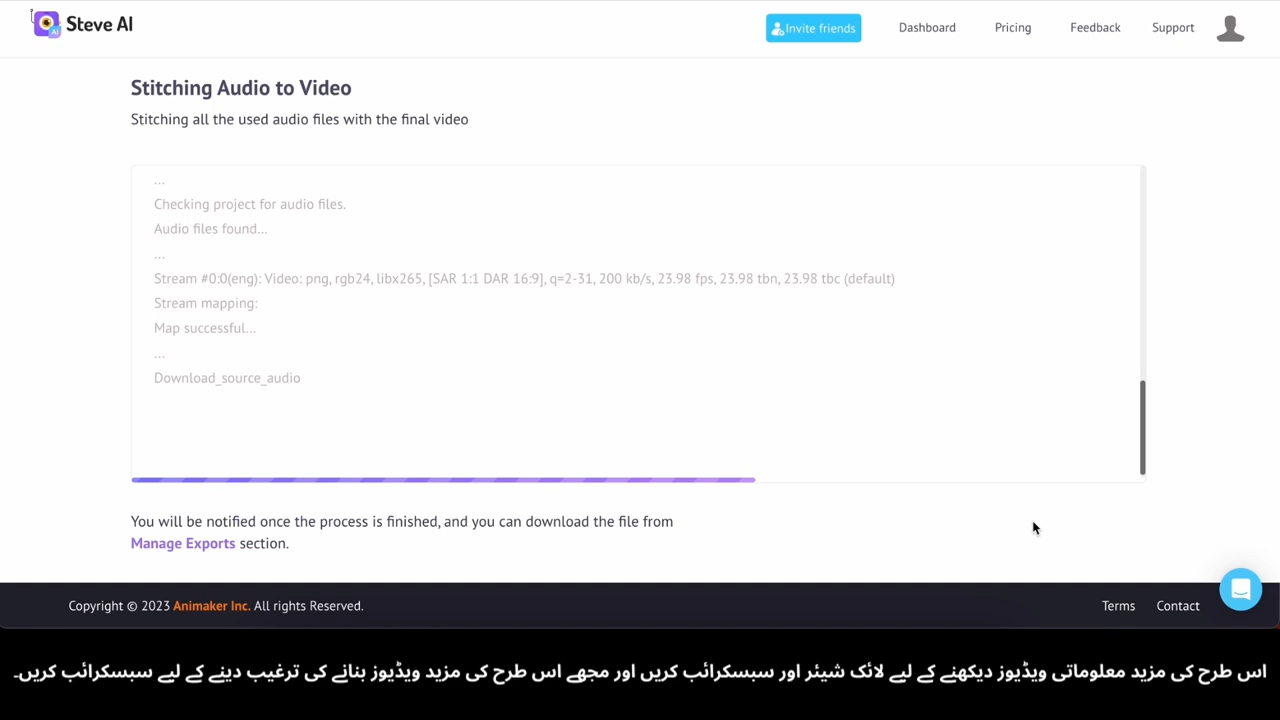 Steve AI
Invite friends
Dashboard
Pricing
Feedback
Support
Stitching Audio to Video
Stitching all the used audio files with the final video
...
Checking project for audio files.
Audio files found...
...
Stream #0:0(eng): Video: png, rgb24, libx265, [SAR 1:1 DAR 16:9], q=2-31, 200 kb/s, 23.98 fps, 23.98 tbn, 23.98 tbc (default)
Stream mapping:
Map successful...
...
Download_source_audio
You will be notified once the process is finished, and you can download the file from
Manage Exports section.
Copyright © 2023 Animaker Inc. All rights Reserved.
Terms
Contact
اس طرح کی مزید معلوماتی ویڈیوز دیکھنے کے لیے لائک شیئر اور سبسکرائب کریں اور مجھے اس طرح کی مزید ویڈیوز بنانے کی ترغیب دینے کے لیے سبسکرائب کریں۔